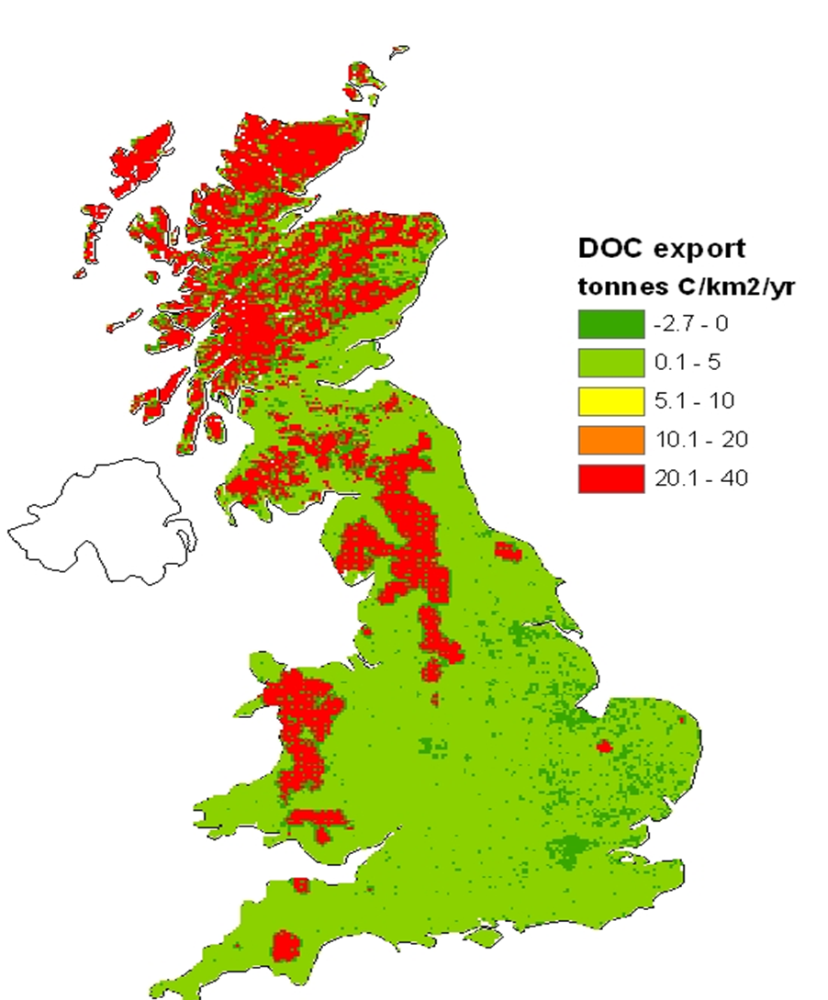 DOC export
tonnes C/km2/yr
-2.7 - 0
0.1 - 5
5.1 - 10
10.1 - 20
20.1 - 40